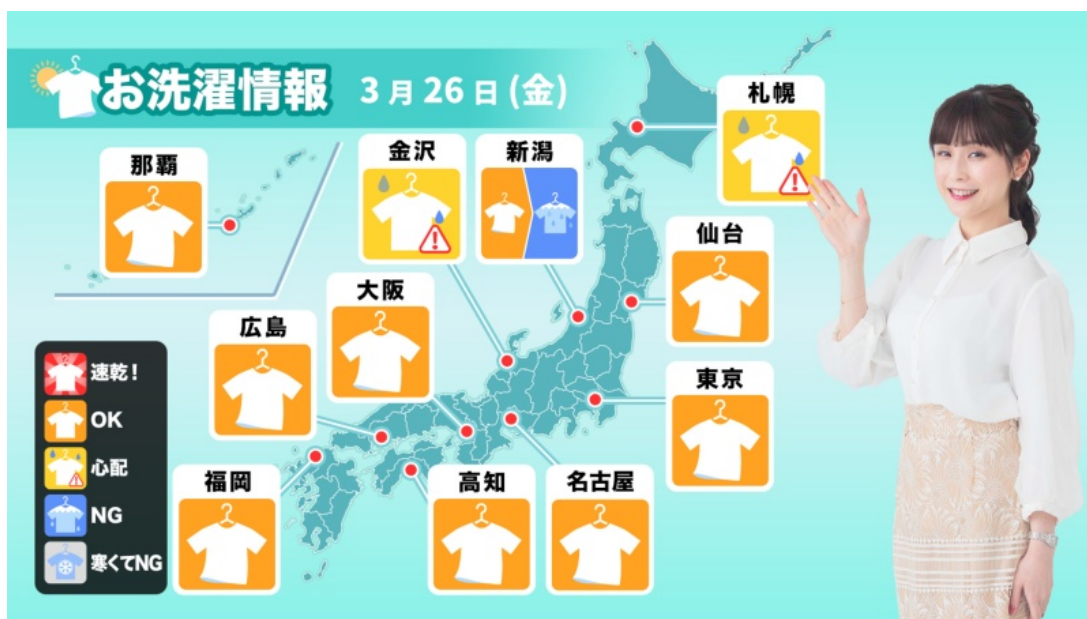 お洗濯情報 3月26日(金)
札幌
那覇
金沢
新潟
仙台
大阪
広島
東京
福岡
高知
名古屋
速乾!
OK
心配
NG
寒くてNG